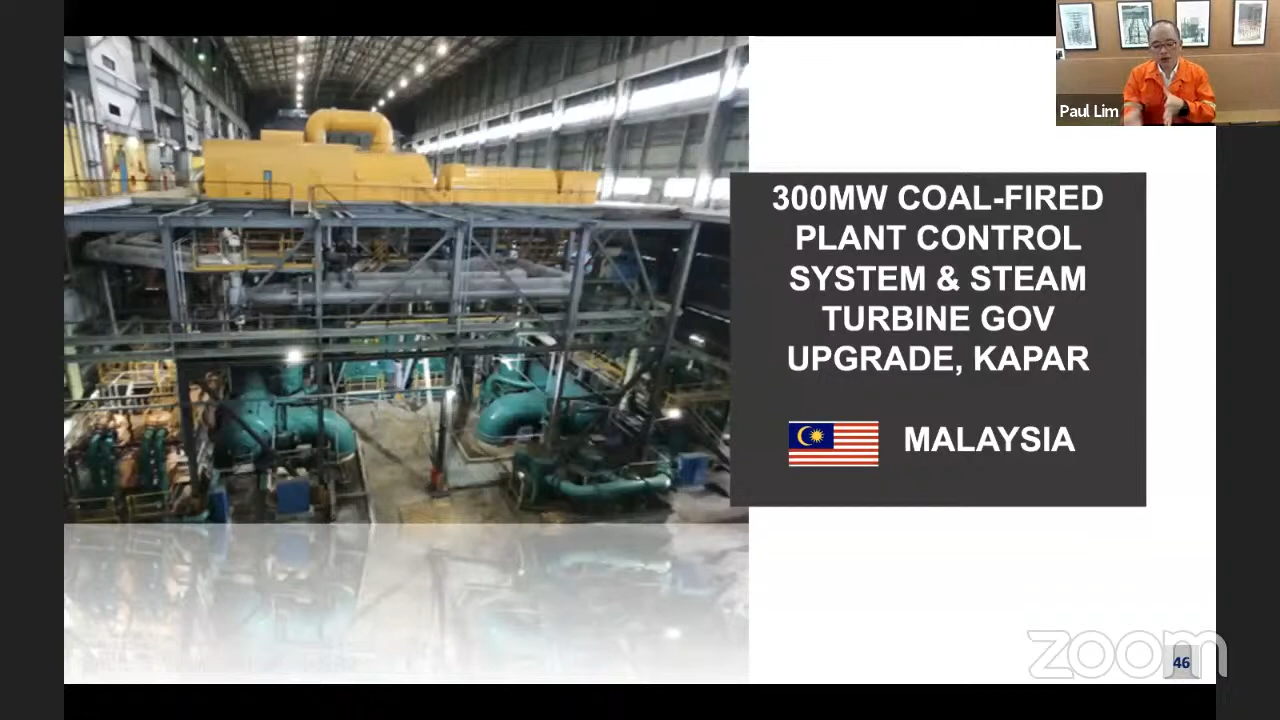 Paul Lim
300MW COAL-FIRED
PLANT CONTROL
SYSTEM & STEAM
TURBINE GOV
UPGRADE, KAPAR
MALAYSIA
zoom
46